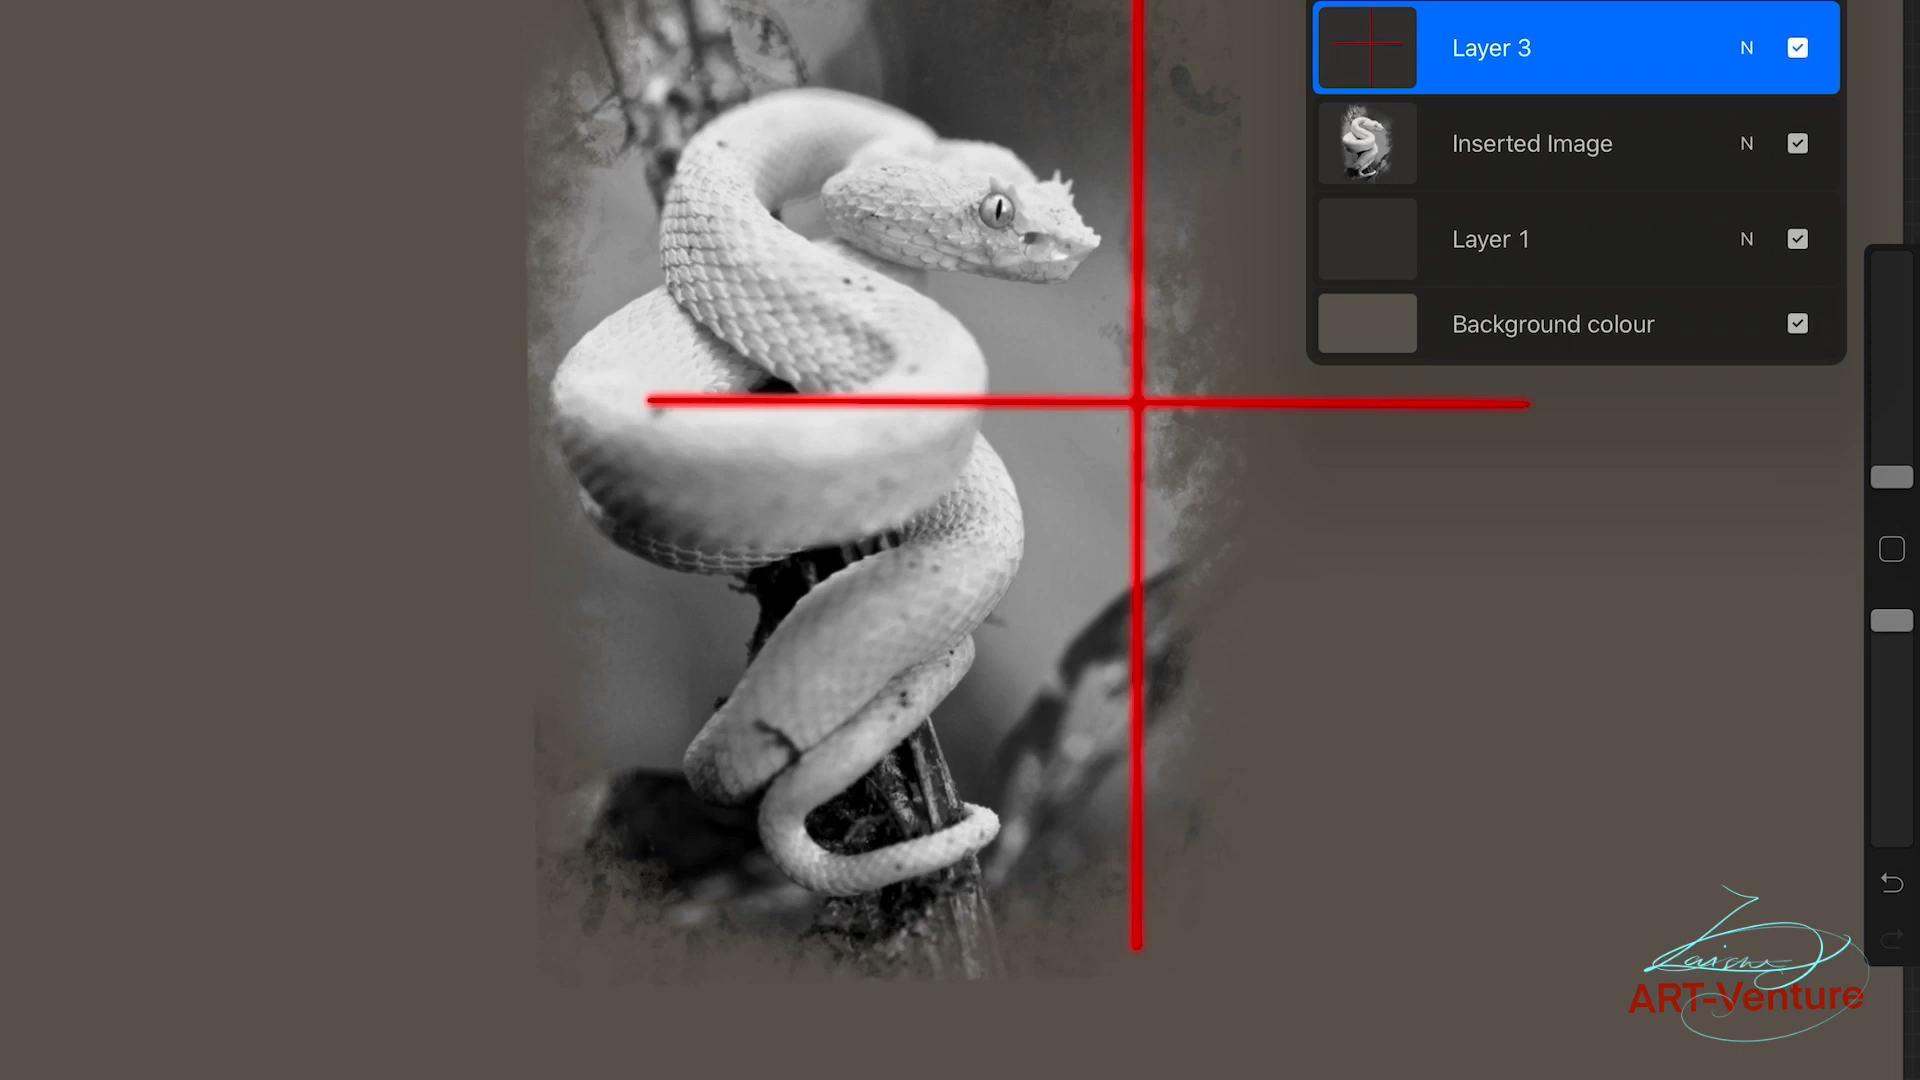 Layer 3 N
Inserted Image N
Layer 1 N
Background colour
ART-Venture